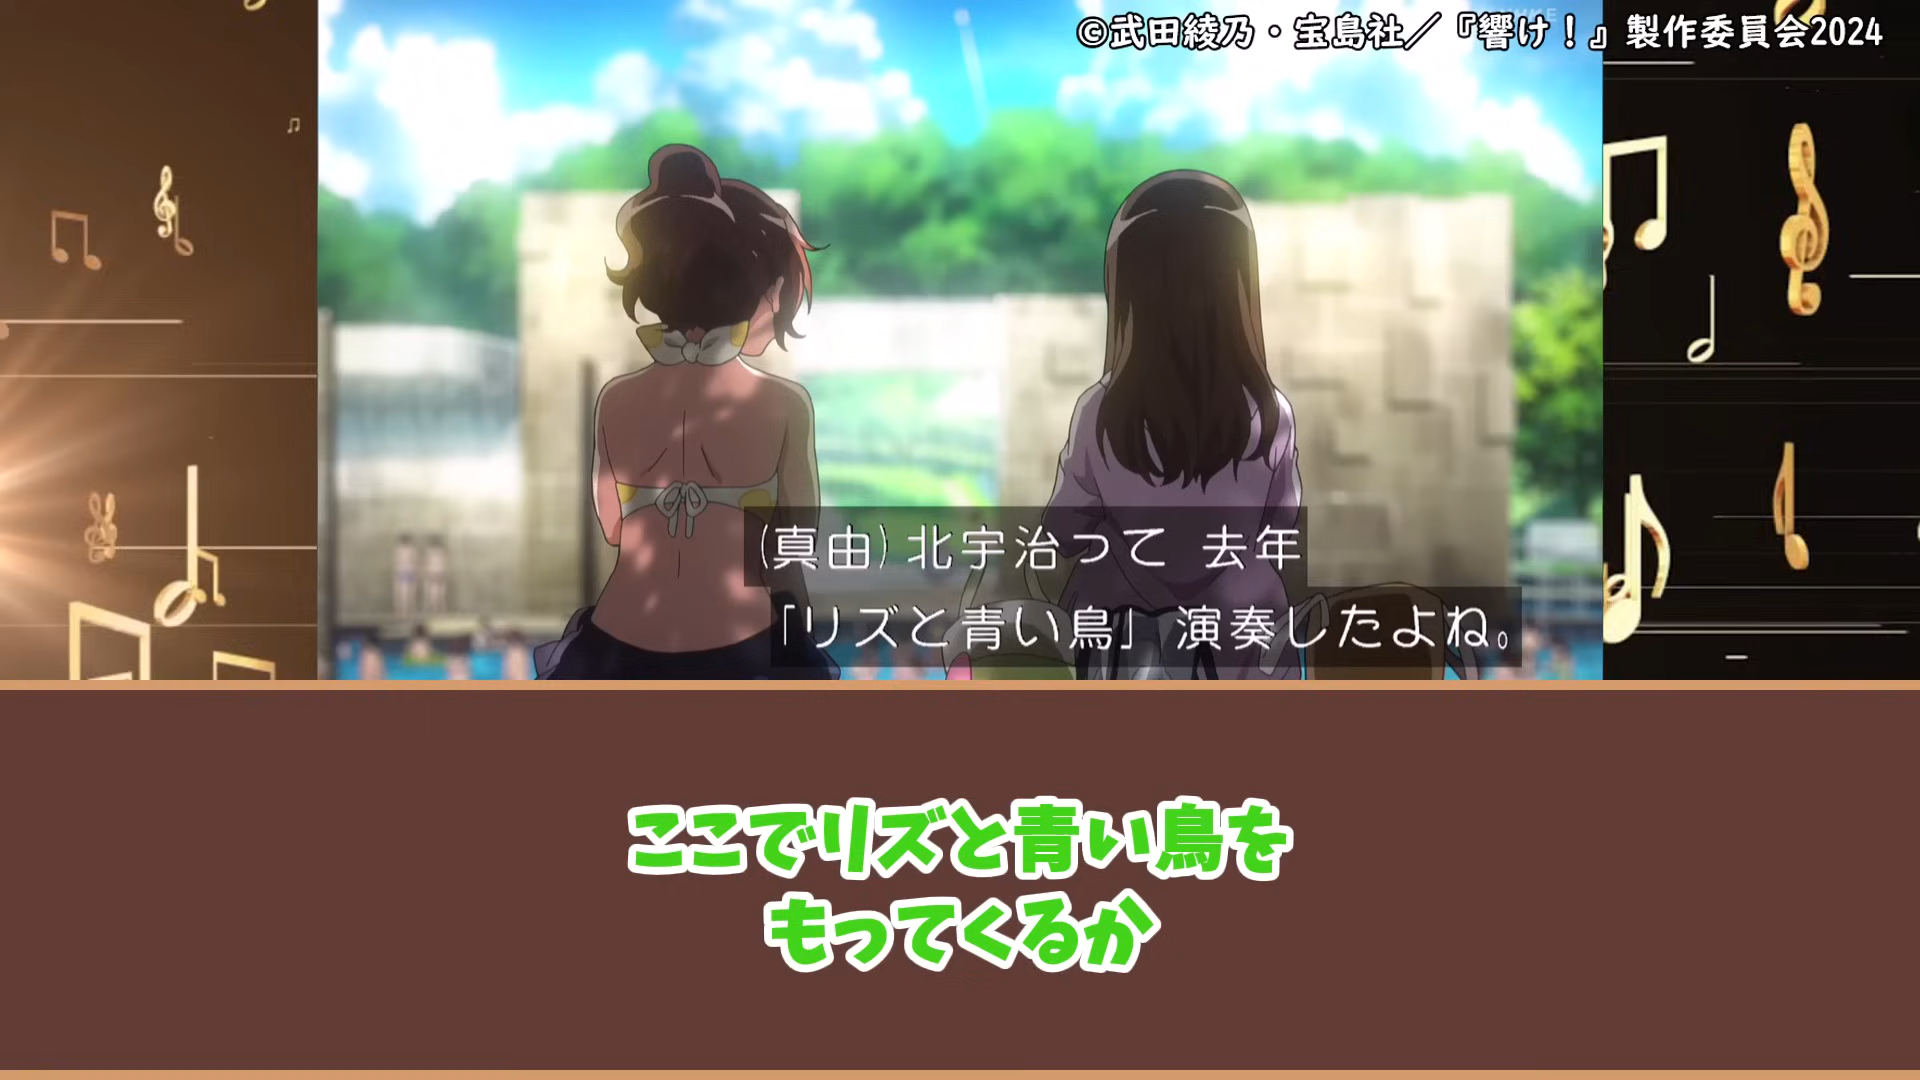 ©武田綾乃・宝島社／『響け！』製作委員会2024
(真由)北宇治って 去年
「リズと青い鳥」演奏したよね。
ここでリズと青い鳥を
もってくるか